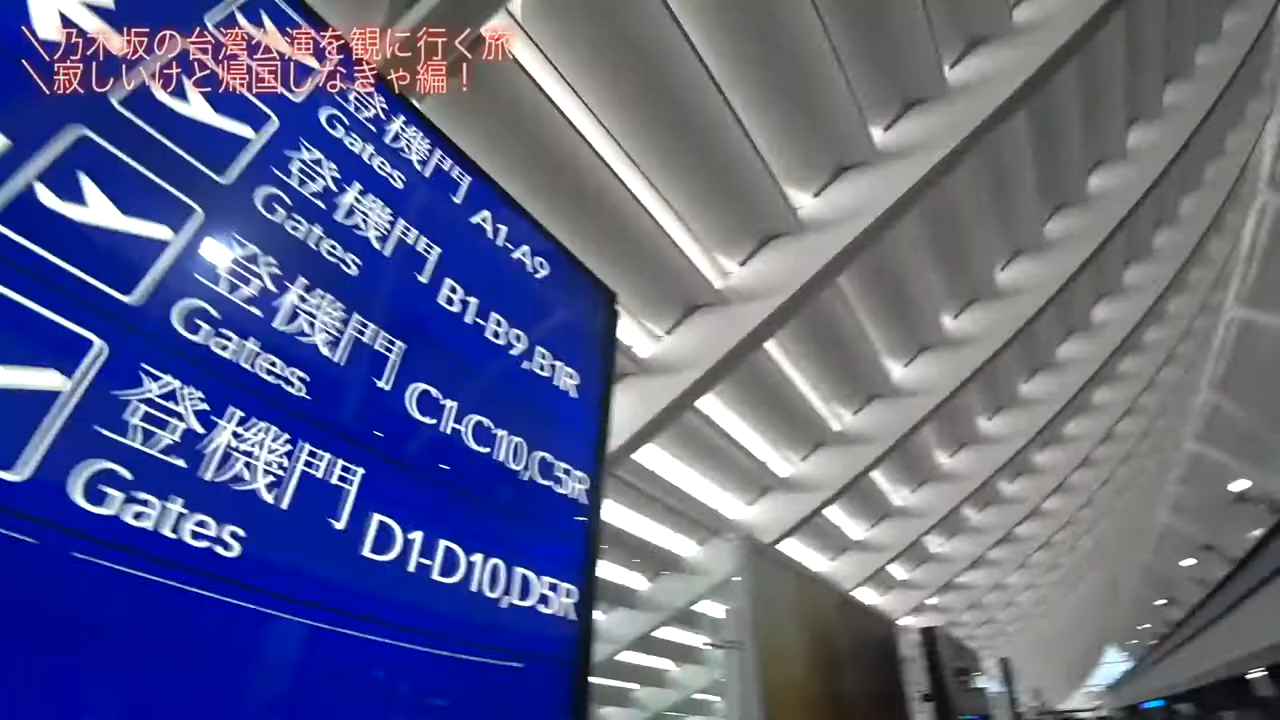 ＼乃木坂の台湾公演を観に行く旅
＼寂しいけど帰国しなきゃ編！
登機門 A1-A9
Gates
登機門 B1-B9,B1R
Gates
登機門 C1-C10,C5R
Gates
登機門 D1-D10,D5R
Gates